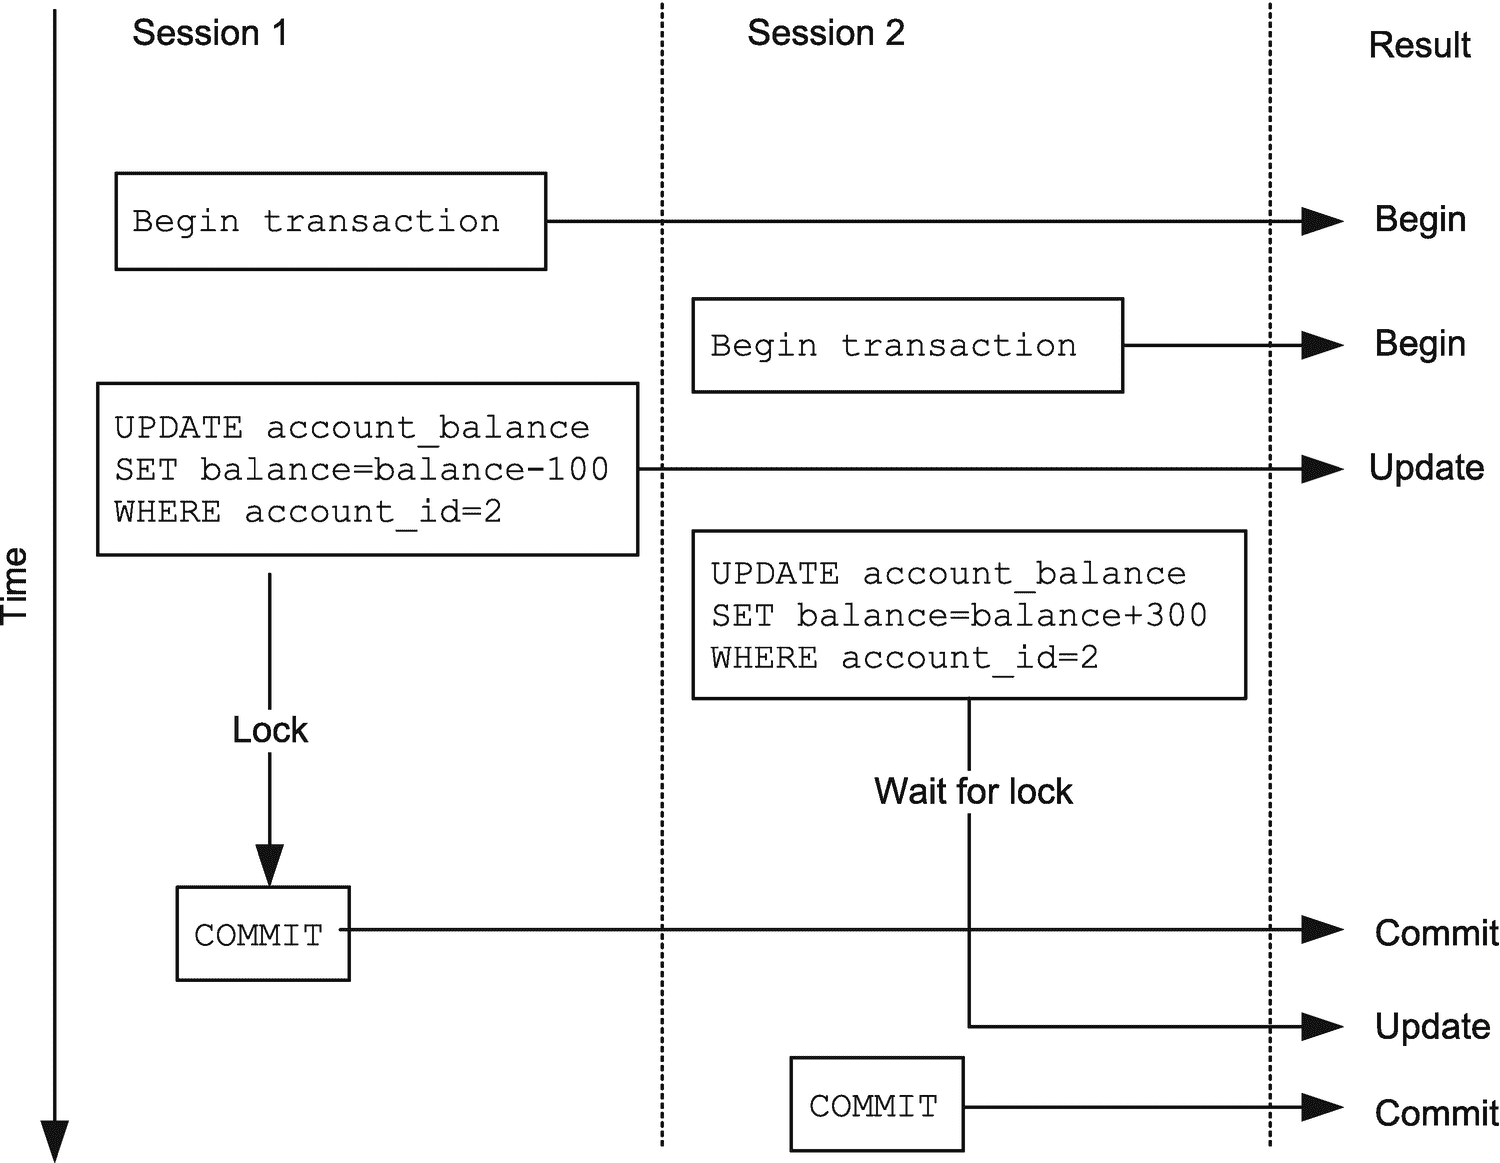 Session 1
Session 2
Result
Begin transaction
Begin
Begin transaction
Begin
UPDATE account_balance
SET balance=balance-100
WHERE account_id=2
Update
UPDATE account_balance
SET balance=balance+300
WHERE account_id=2
Time
Lock
Wait for lock
COMMIT
Commit
Update
COMMIT
Commit